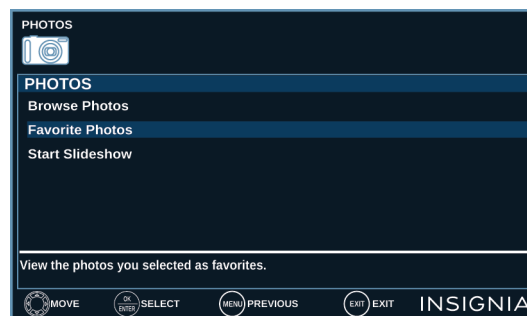 PHOTOS
PHOTOS
Browse Photos
Favorite Photos
Start Slideshow
View the photos you selected as favorites.
MOVE OK ENTER SELECT MENU PREVIOUS EXIT EXIT INSIGNIA